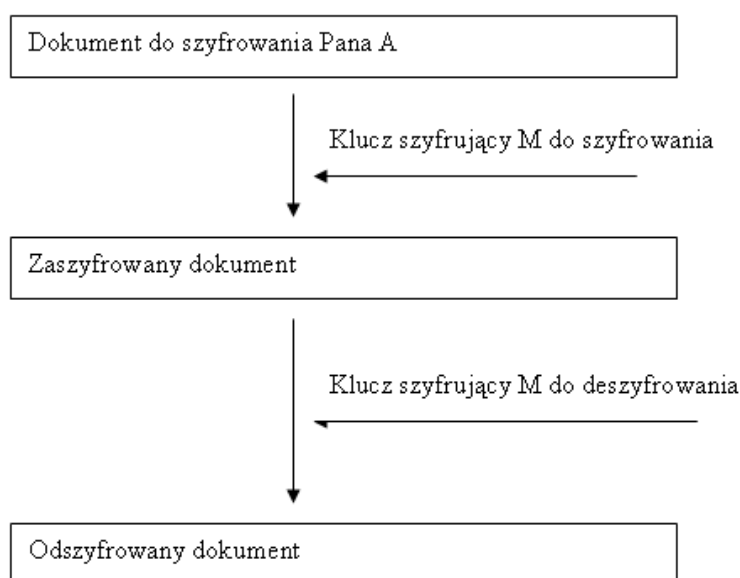 Dokument do szyfrowania Pana A
Klucz szyfrujący M do szyfrowania
Zaszyfrowany dokument
Klucz szyfrujący M do deszyfrowania
Odszyfrowany dokument